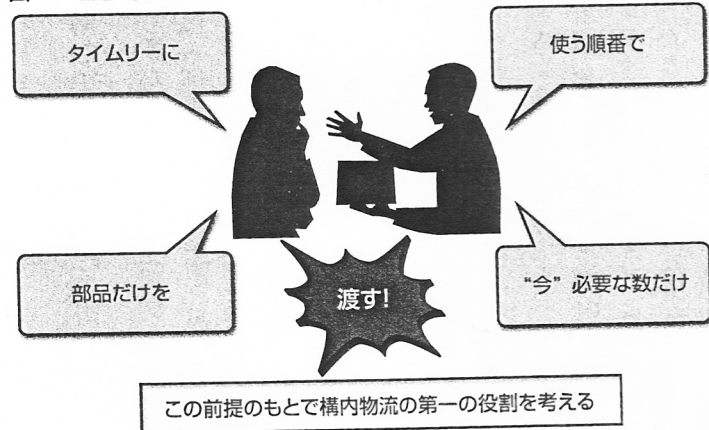 タイムリーに
使う順番で
部品だけを
“今”必要な数だけ
渡す!
この前提のもとで構内物流の第一の役割を考える